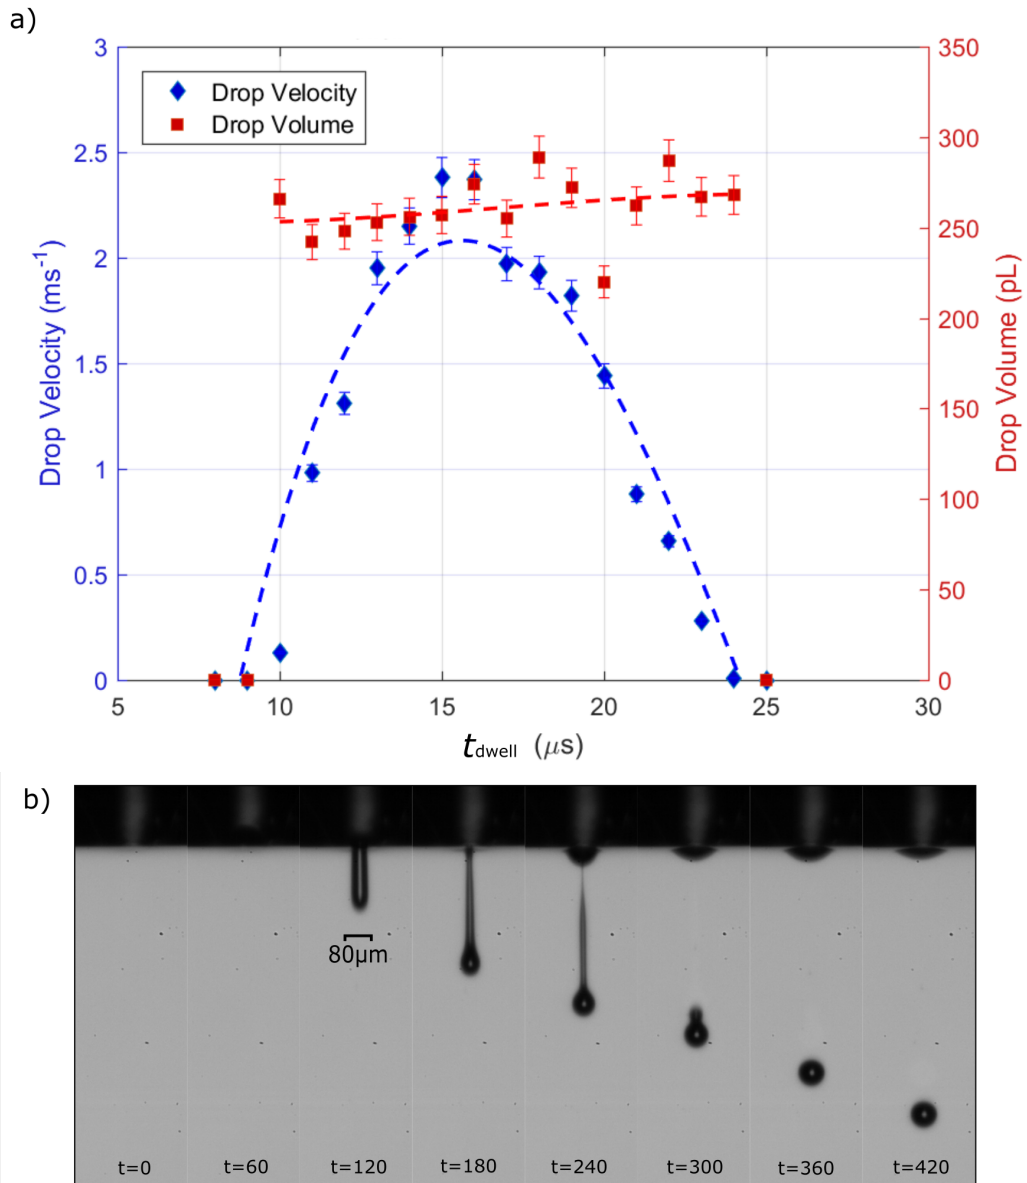 a)
3
2.5
2
1.5
1
0.5
0
Drop Velocity (ms⁻¹)
Drop Velocity
Drop Volume
350
300
250
200
150
100
50
0
Drop Volume (pL)
5 10 15 20 25 30
t dwell (μs)
b)
80μm
t=0 t=60 t=120 t=180 t=240 t=300 t=360 t=420